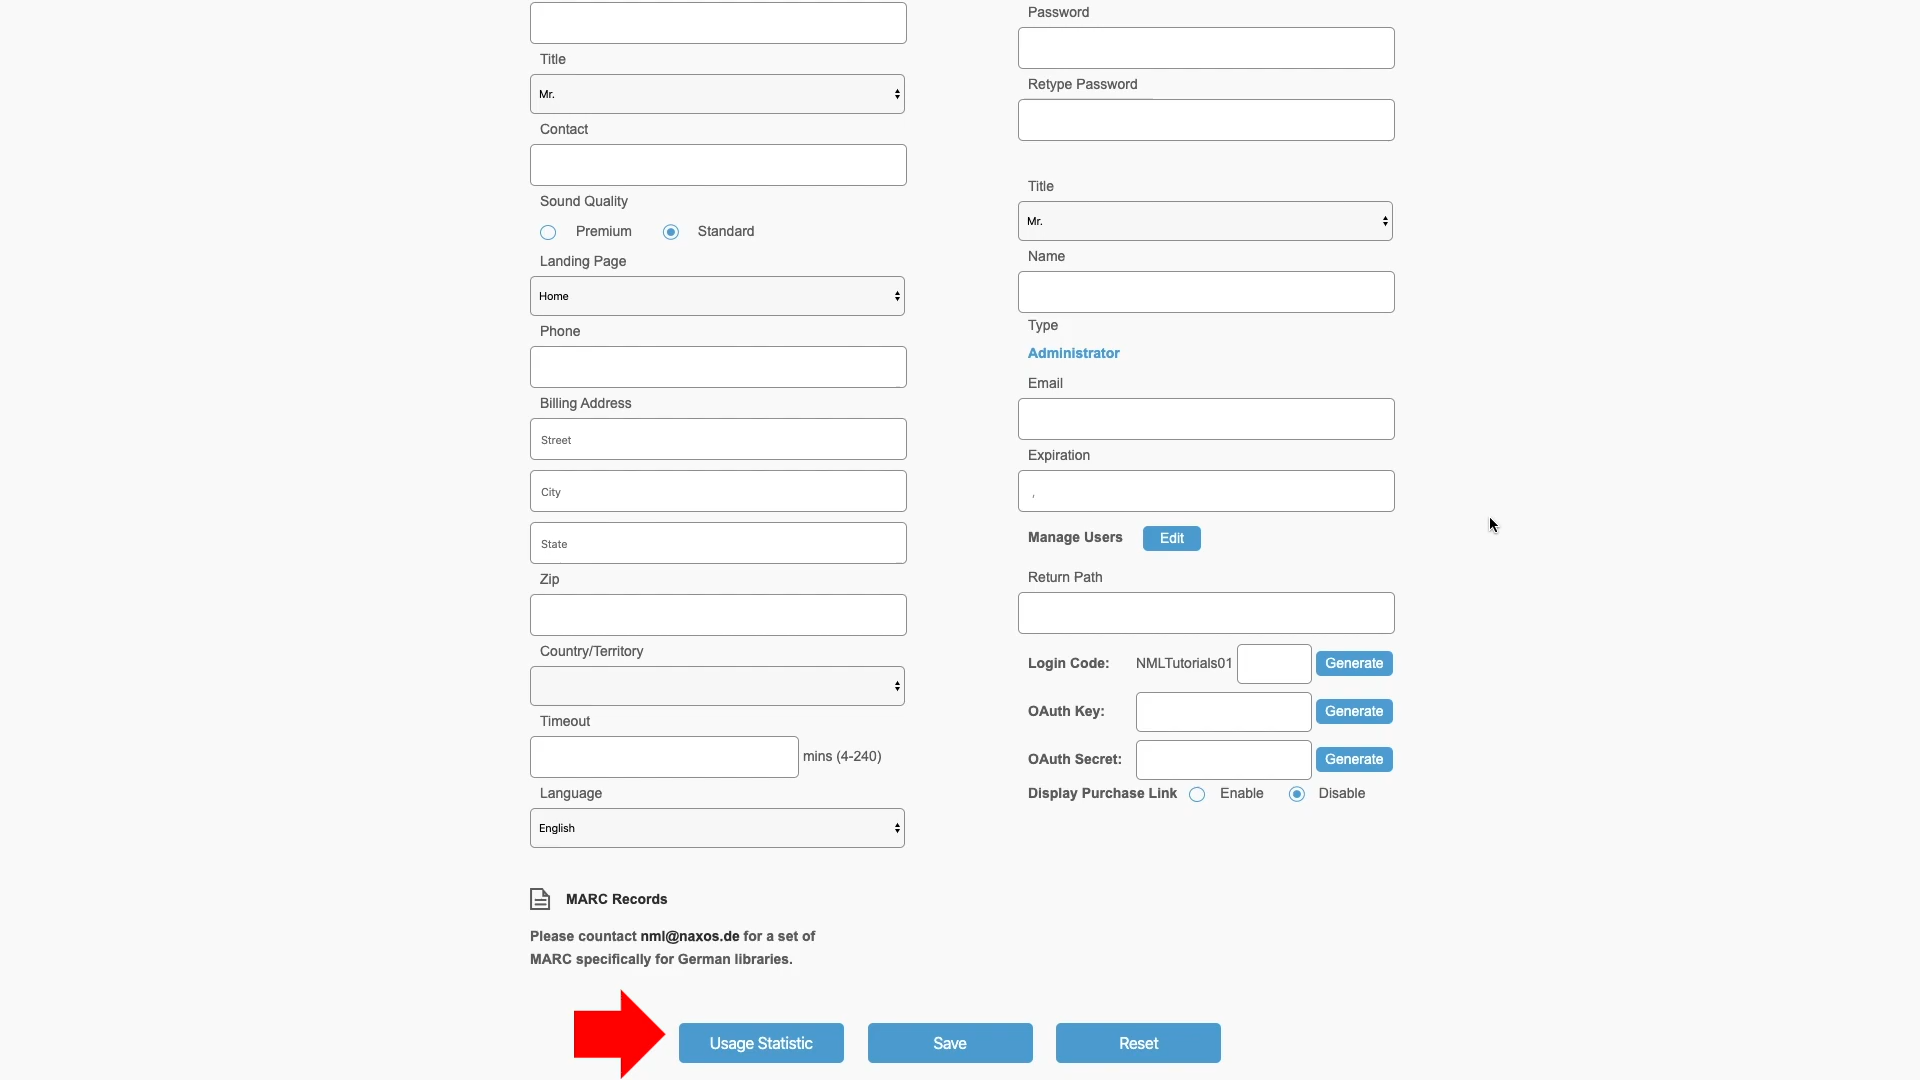 Title
Mr.
Contact
Sound Quality
Premium Standard
Landing Page
Home
Phone
Billing Address
Street
City
State
Zip
Country/Territory
Timeout
mins (4-240)
Language
English
Password
Retype Password
Title
Mr.
Name
Type
Administrator
Email
Expiration
,
Manage Users Edit
Return Path
Login Code: NMLTutorials01 Generate
OAuth Key: Generate
OAuth Secret: Generate
Display Purchase Link Enable Disable
MARC Records
Please countact nml@naxos.de for a set of
MARC specifically for German libraries.
Usage Statistic Save Reset